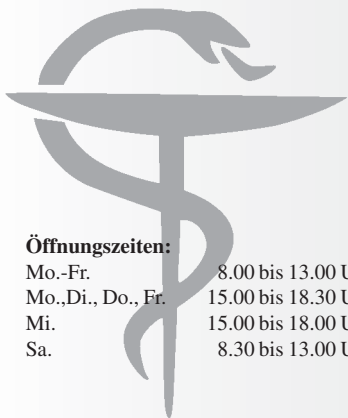 Öffnungszeiten:
Mo.-Fr. 8.00 bis 13.00 U
Mo.,Di., Do., Fr. 15.00 bis 18.30 U
Mi. 15.00 bis 18.00 U
Sa. 8.30 bis 13.00 U